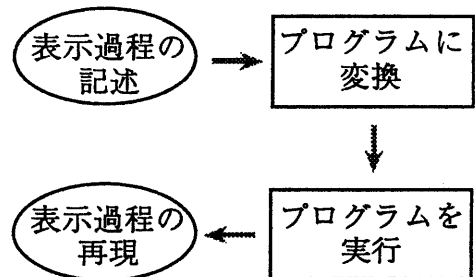 表示過程の
記述
プログラムに
変換
プログラムを
実行
表示過程の
再現